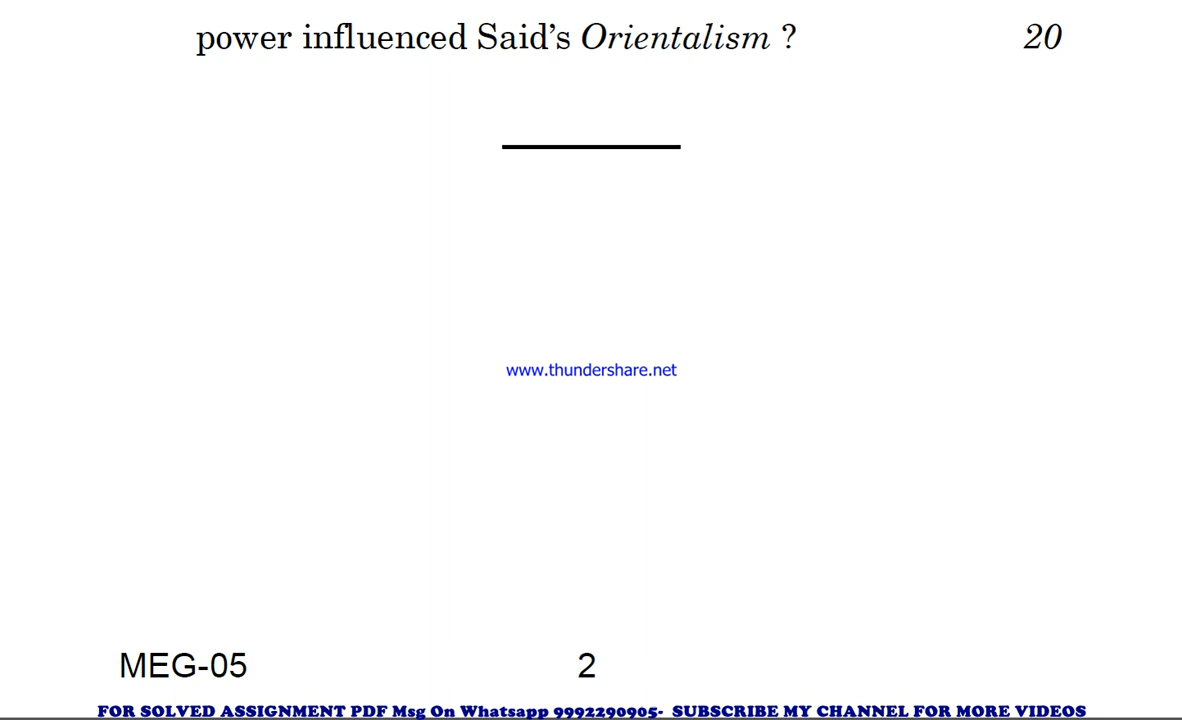 power influenced Said's Orientalism ? 20
www.thundershare.net
MEG-05 2
FOR SOLVED ASSIGNMENT PDF Msg On Whatsapp 9992290905- SUBSCRIBE MY CHANNEL FOR MORE VIDEOS